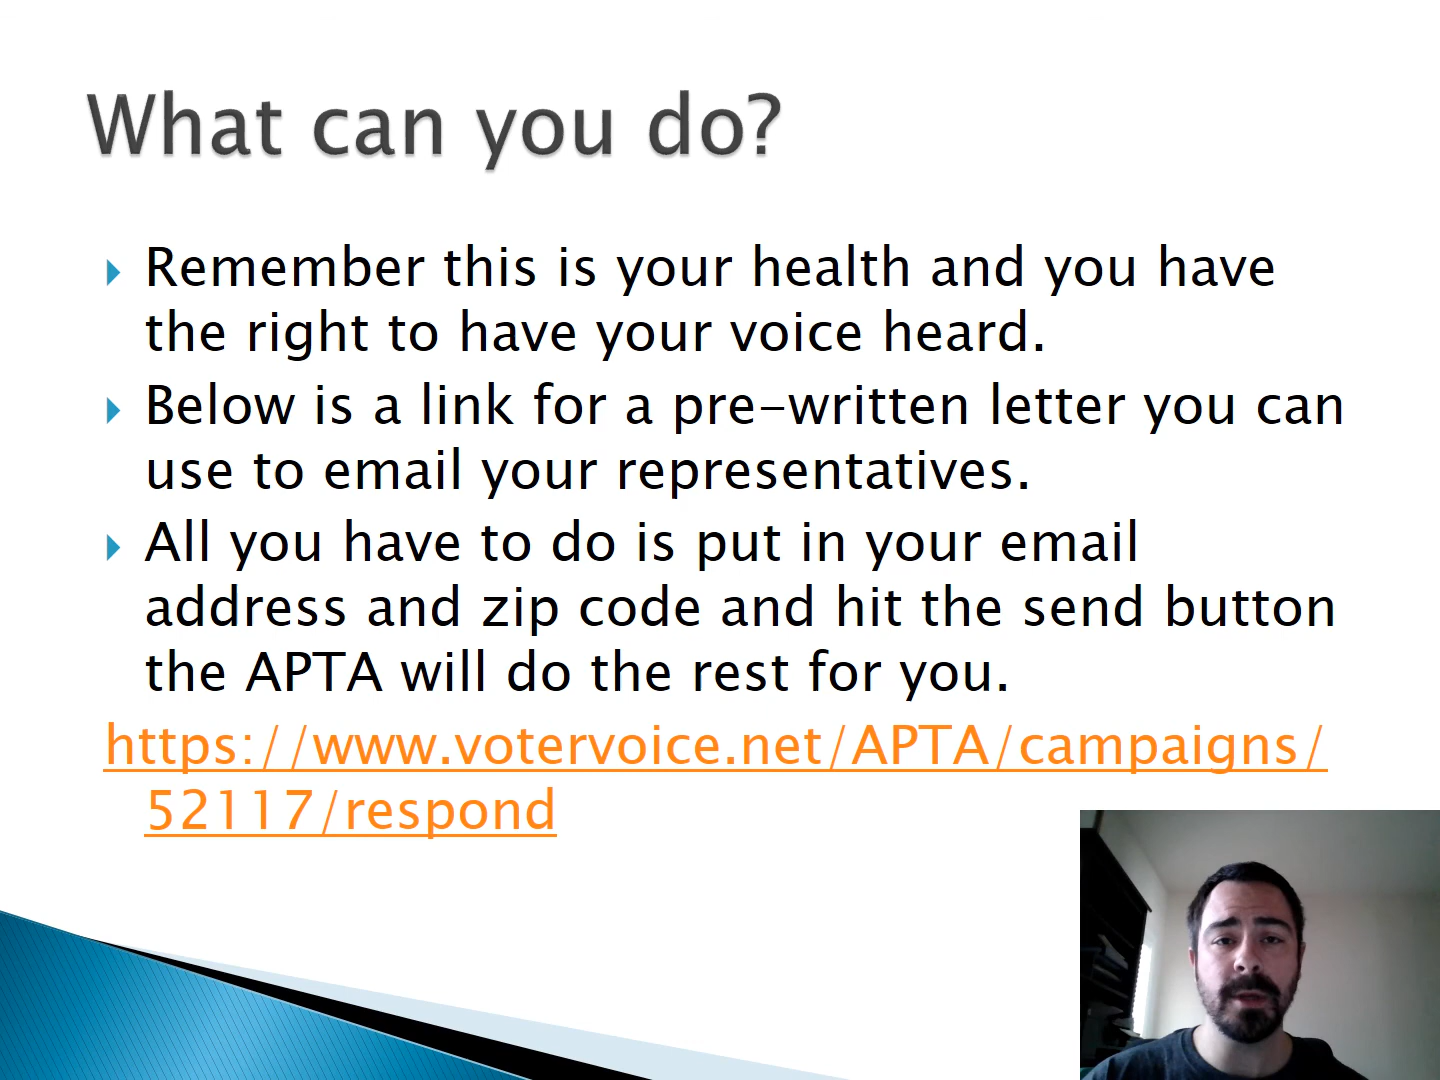 What can you do?
Remember this is your health and you have
the right to have your voice heard.
Below is a link for a pre-written letter you can
use to email your representatives.
All you have to do is put in your email
address and zip code and hit the send button
the APTA will do the rest for you.
https://www.votervoice.net/APTA/campaigns/
52117/respond